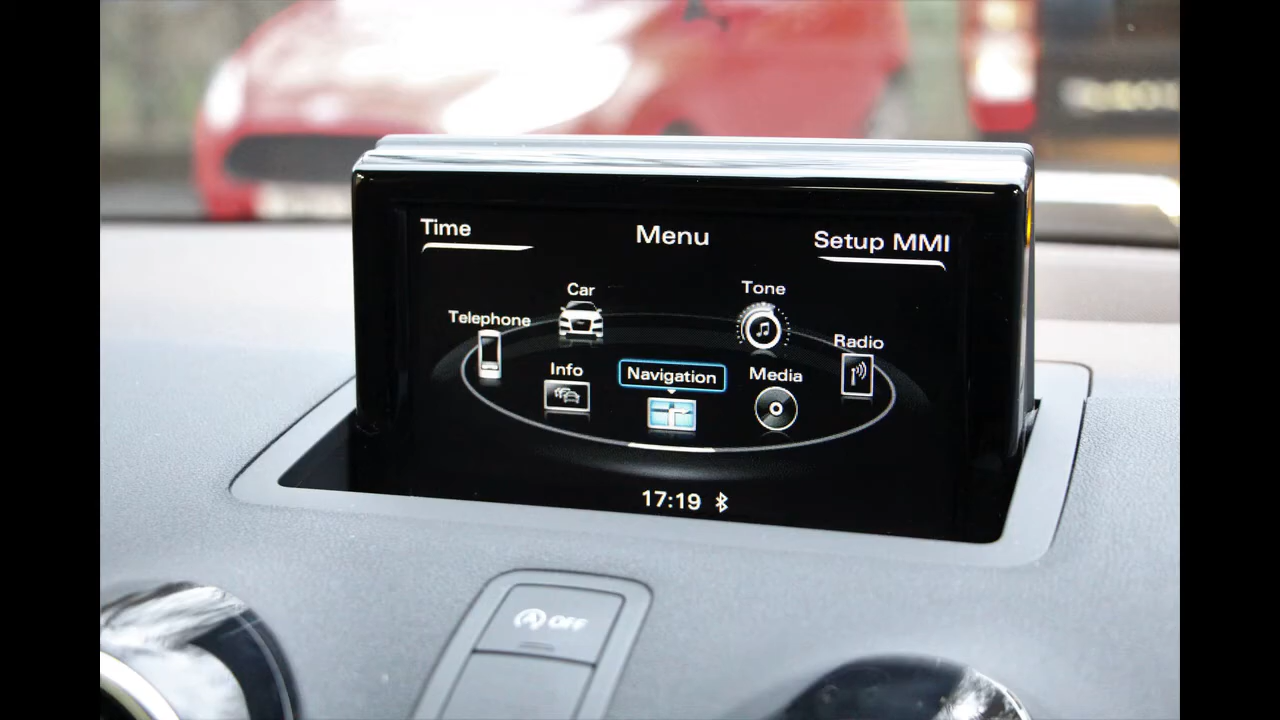 Time
Menu
Setup MMI
Car
Tone
Telephone
Radio
Info
Navigation
Media
17:19
OFF